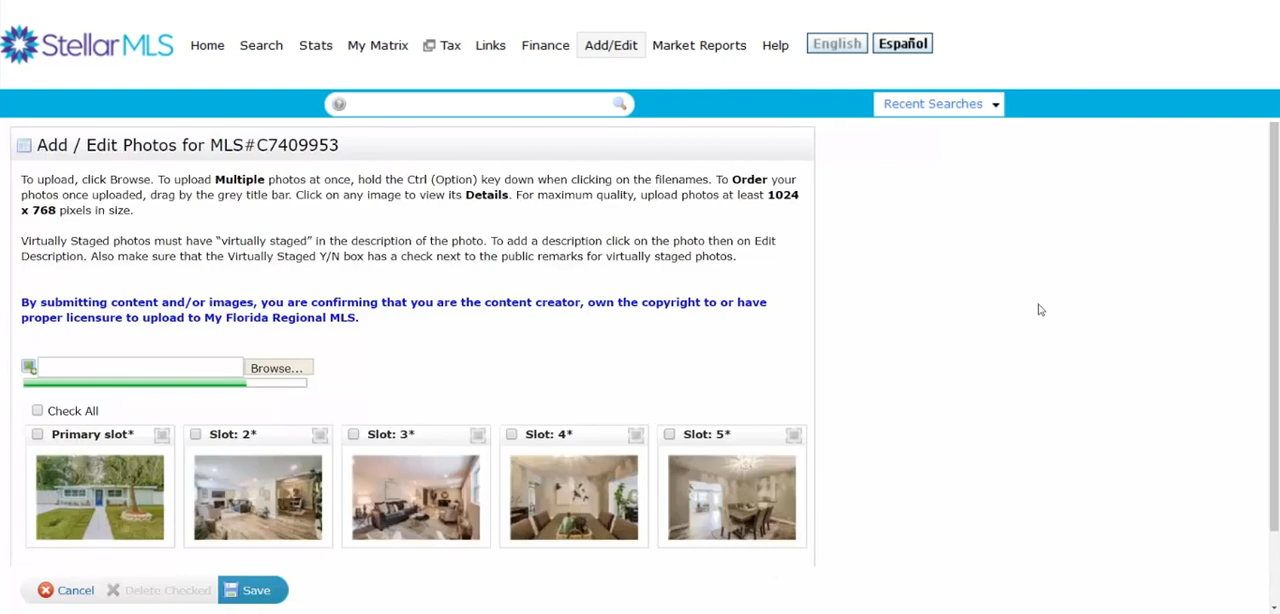 StellarMLS
Home Search Stats My Matrix Tax Links Finance Add/Edit Market Reports Help English Español
Recent Searches
Add / Edit Photos for MLS#C7409953
To upload, click Browse. To upload Multiple photos at once, hold the Ctrl (Option) key down when clicking on the filenames. To Order your
photos once uploaded, drag by the grey title bar. Click on any image to view its Details. For maximum quality, upload photos at least 1024
x 768 pixels in size.
Virtually Staged photos must have “virtually staged” in the description of the photo. To add a description click on the photo then on Edit
Description. Also make sure that the Virtually Staged Y/N box has a check next to the public remarks for virtually staged photos.
By submitting content and/or images, you are confirming that you are the content creator, own the copyright to or have
proper licensure to upload to My Florida Regional MLS.
Browse...
Check All
Primary slot* Slot: 2* Slot: 3* Slot: 4* Slot: 5*
Cancel Delete Checked Save